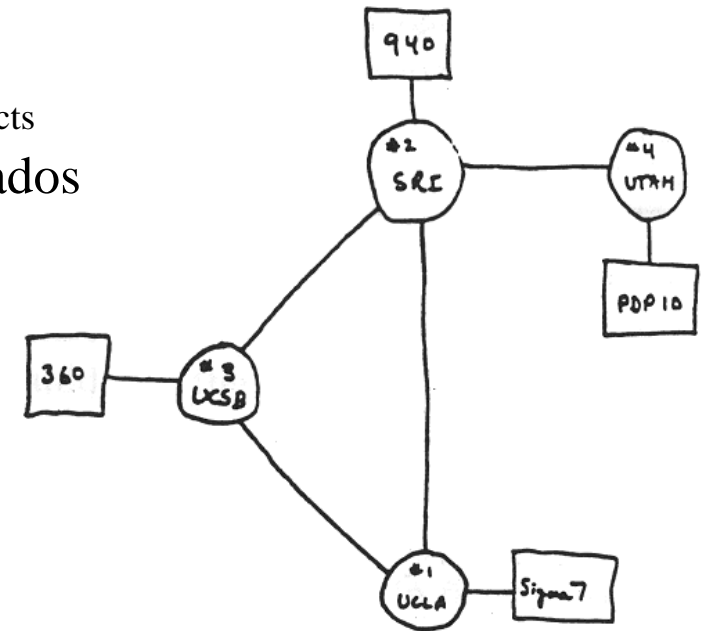 940
cts
ados
#2
SRI
#4
UTAH
PDP 10
360
#3
UCSB
#1
UCLA
Sigma 7